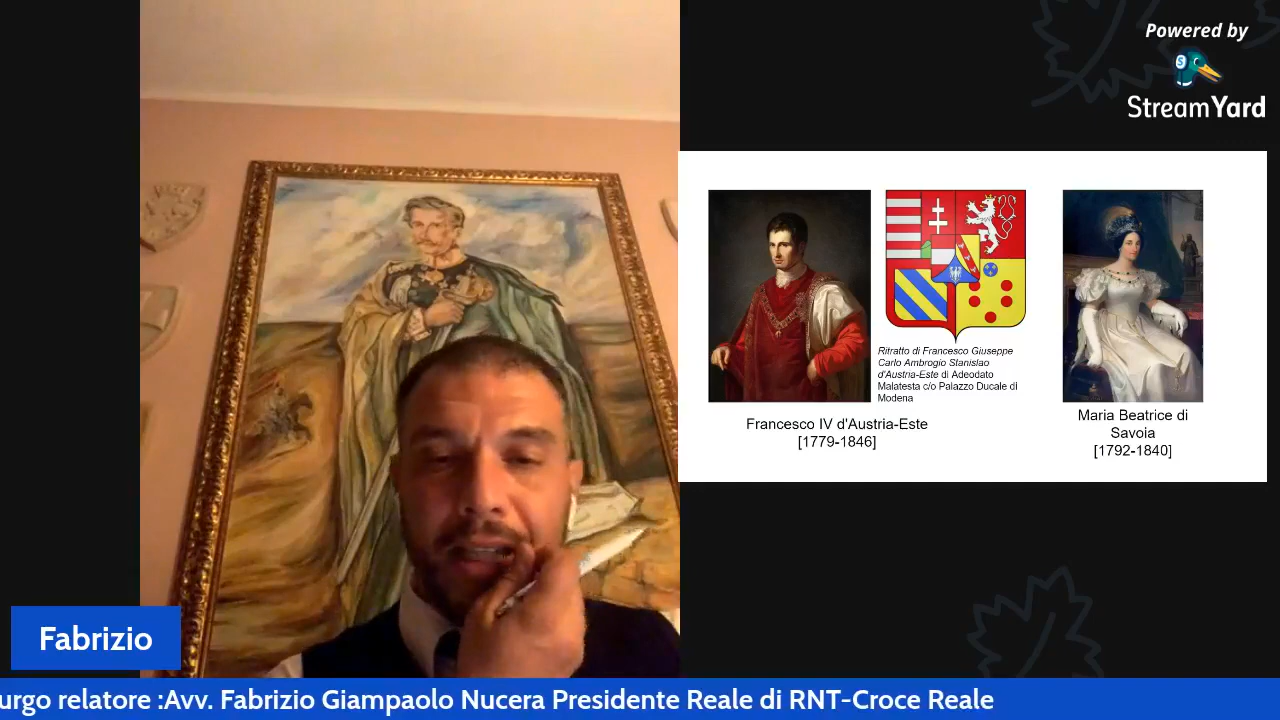 Powered by
StreamYard
Ritratto di Francesco Giuseppe
Carlo Ambrogio Stanislao
d'Austria-Este di Adeodato
Malatesta c/o Palazzo Ducale di
Modena
Francesco IV d'Austria-Este
[1779-1846]
Maria Beatrice di
Savoia
[1792-1840]
Fabrizio
urgo relatore :Avv. Fabrizio Giampaolo Nucera Presidente Reale di RNT-Croce Reale